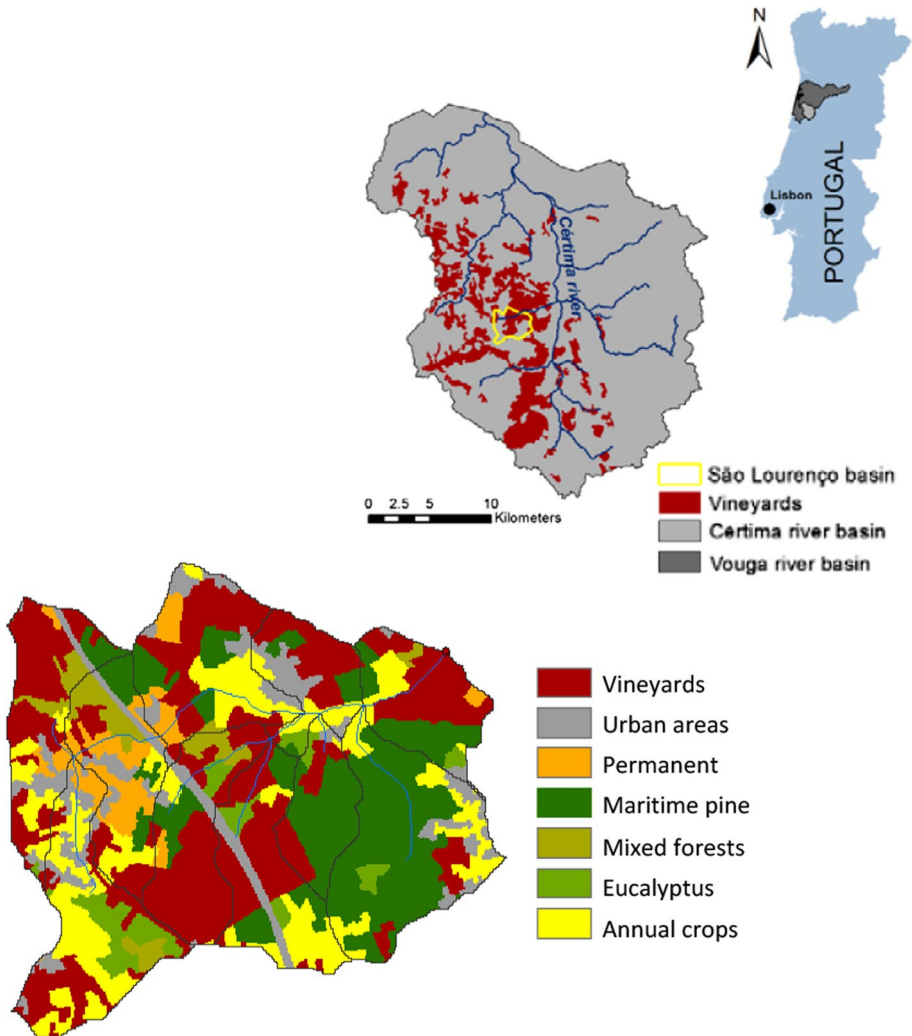 N
PORTUGAL
Lisbon
Cértima river
0 2.5 5 10
Kilometers
São Lourenço basin
Vineyards
Cértima river basin
Vouga river basin
Vineyards
Urban areas
Permanent
Maritime pine
Mixed forests
Eucalyptus
Annual crops